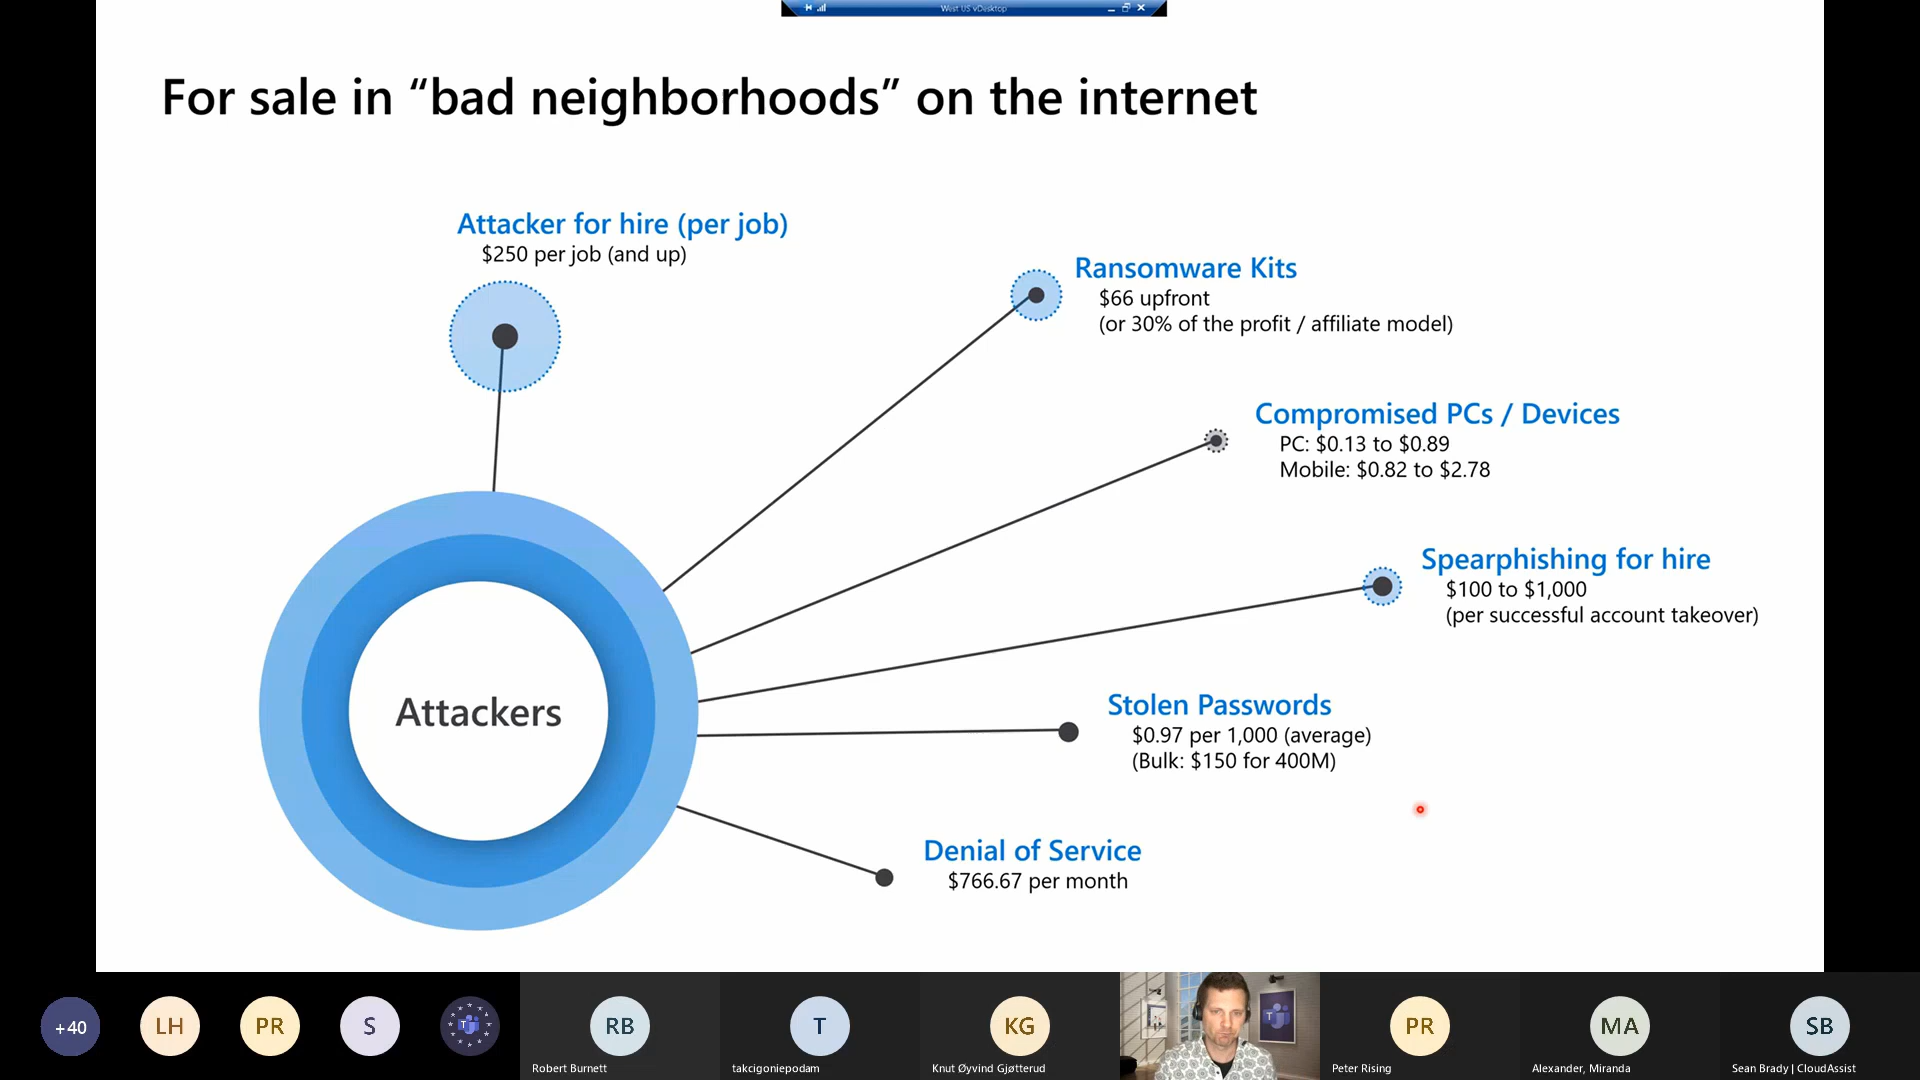 West US vDesktop
For sale in “bad neighborhoods” on the internet
Attacker for hire (per job)
$250 per job (and up)
Ransomware Kits
$66 upfront
(or 30% of the profit / affiliate model)
Compromised PCs / Devices
PC: $0.13 to $0.89
Mobile: $0.82 to $2.78
Spearphishing for hire
$100 to $1,000
(per successful account takeover)
Attackers
Stolen Passwords
$0.97 per 1,000 (average)
(Bulk: $150 for 400M)
Denial of Service
$766.67 per month
+40
LH
PR
S
T
RB
T
KG
T
PR
MA
SB
Robert Burnett
takcigoniepodam
Knut Øyvind Gjøtterud
Peter Rising
Alexander, Miranda
Sean Brady | CloudAssist